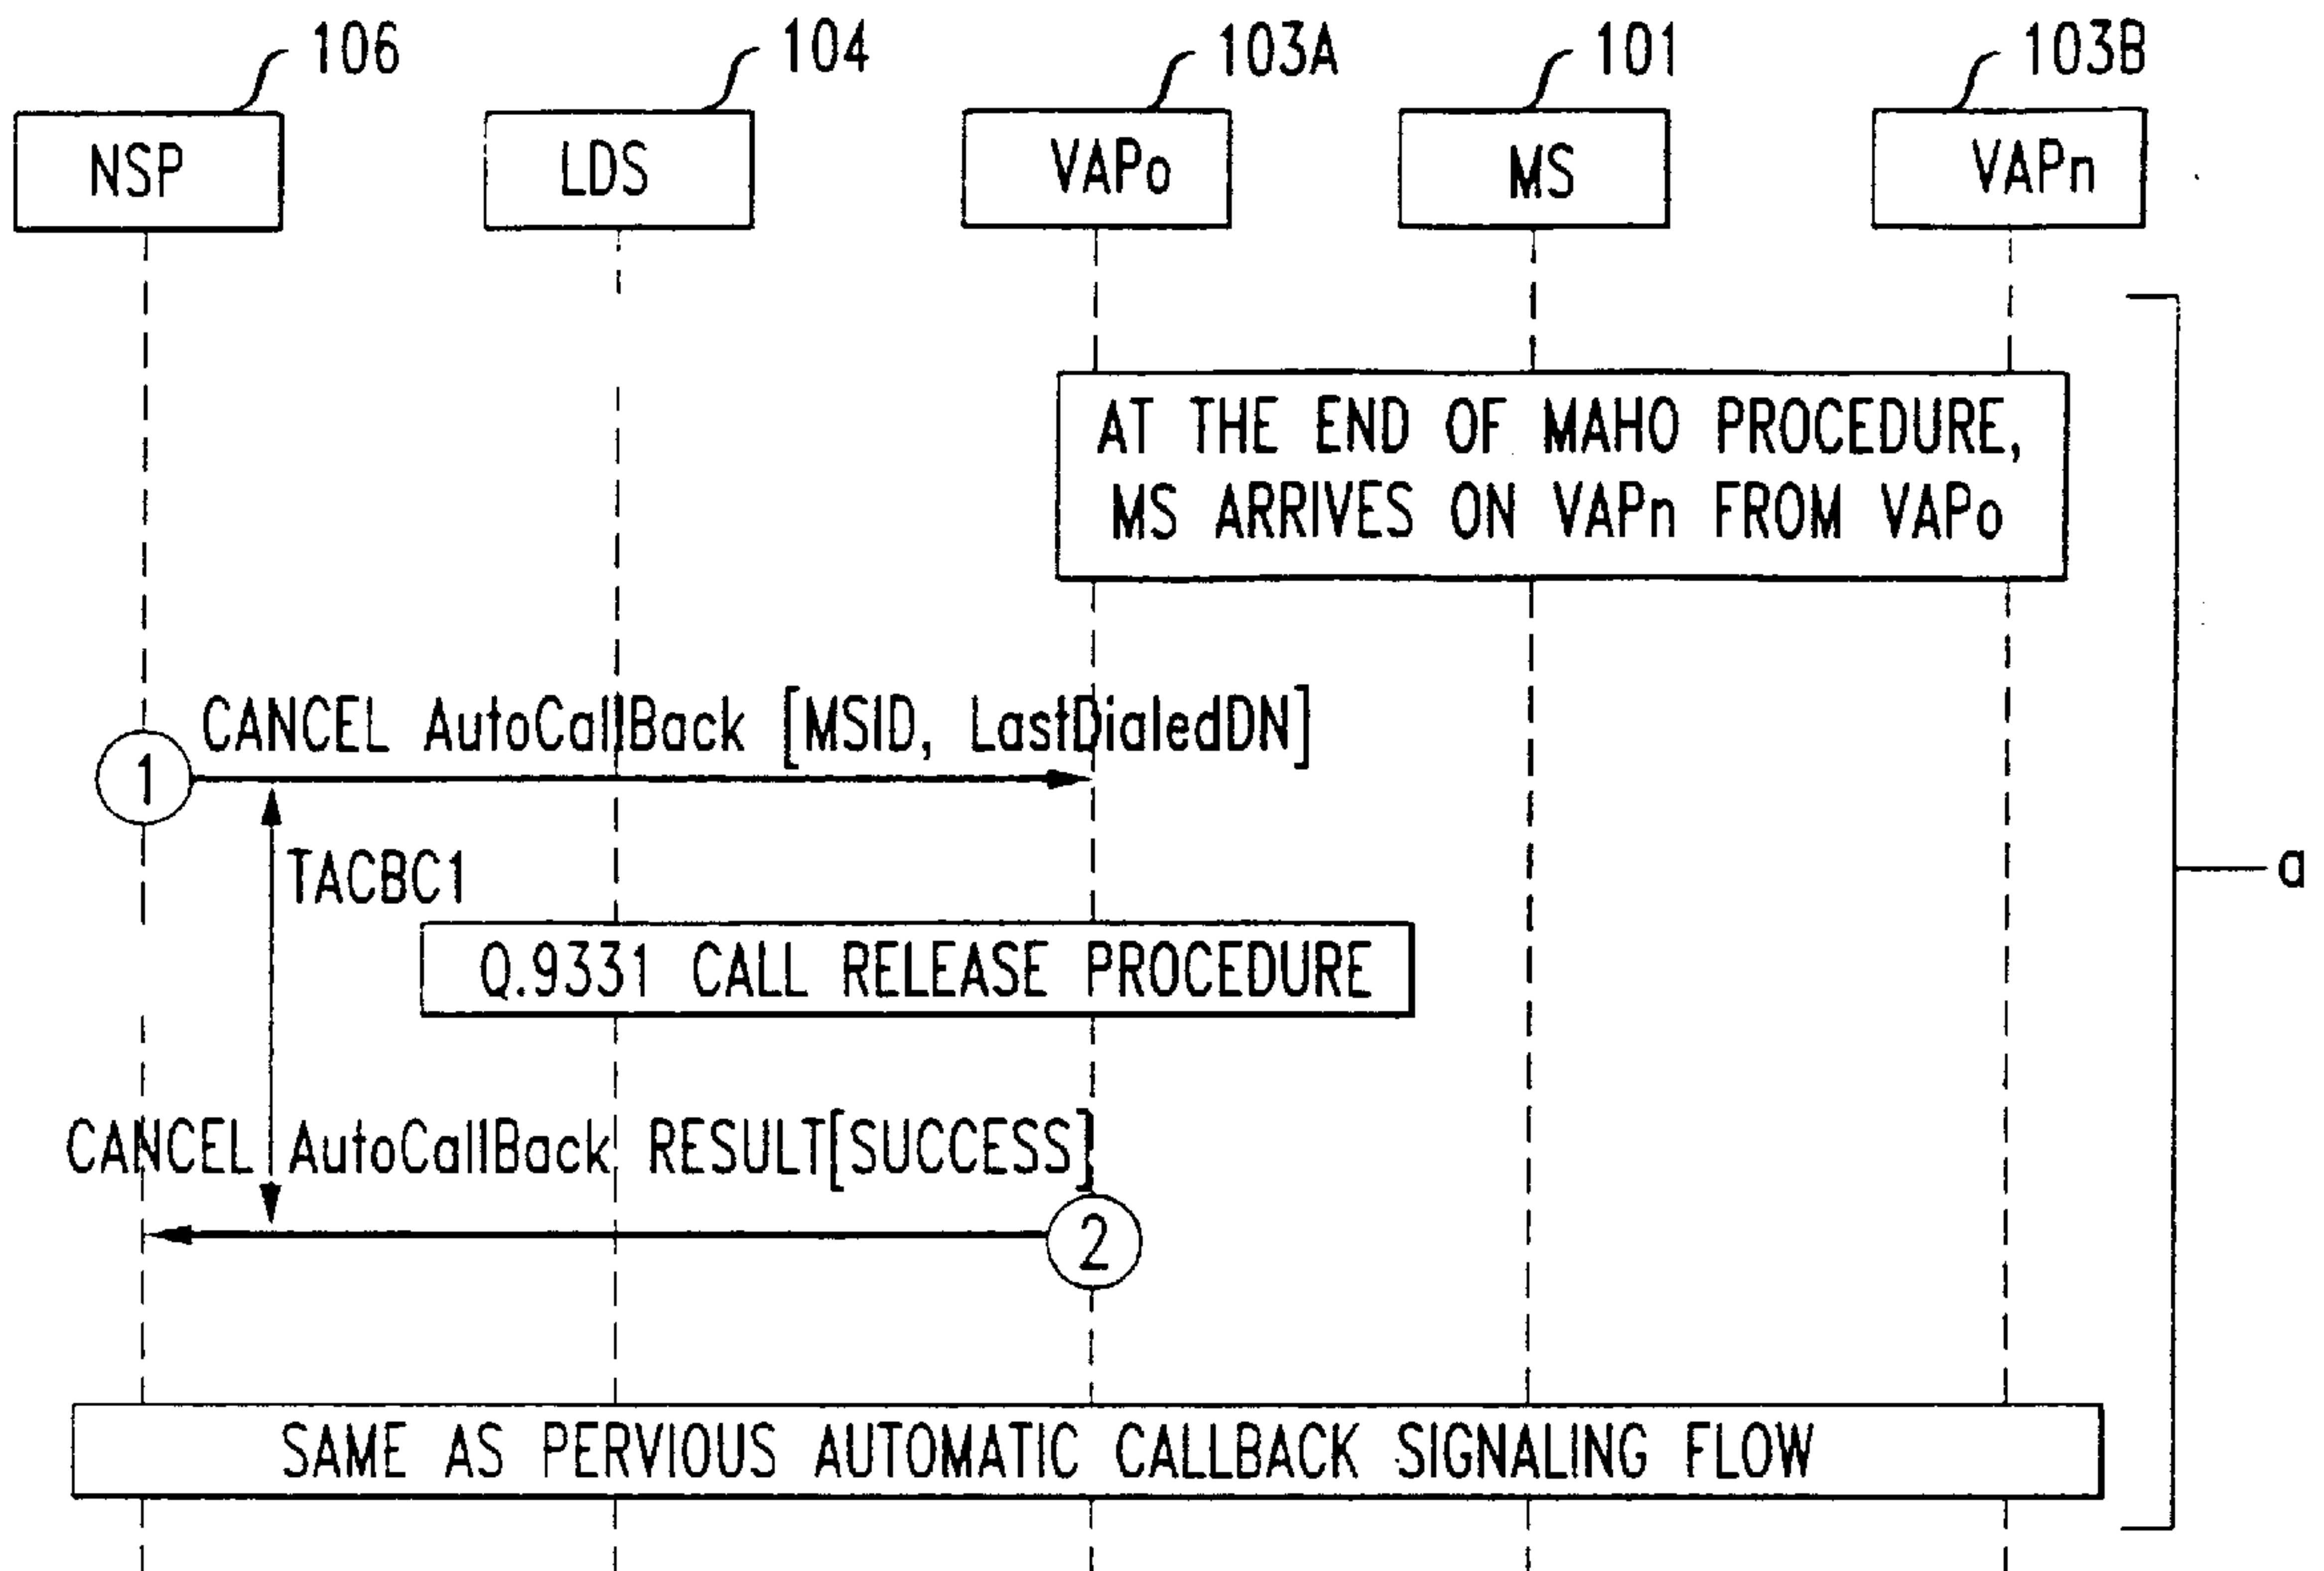 106
104
103A
101
103B
NSP
LDS
VAPo
MS
VAPn
AT THE END OF MAHO PROCEDURE,
MS ARRIVES ON VAPn FROM VAPo
CANCEL AutoCallBack [MSID, LastDialedDN]
1
TACBC1
a
Q.9331 CALL RELEASE PROCEDURE
CANCEL AutoCallBack RESULT[SUCCESS]
2
SAME AS PERVIOUS AUTOMATIC CALLBACK SIGNALING FLOW